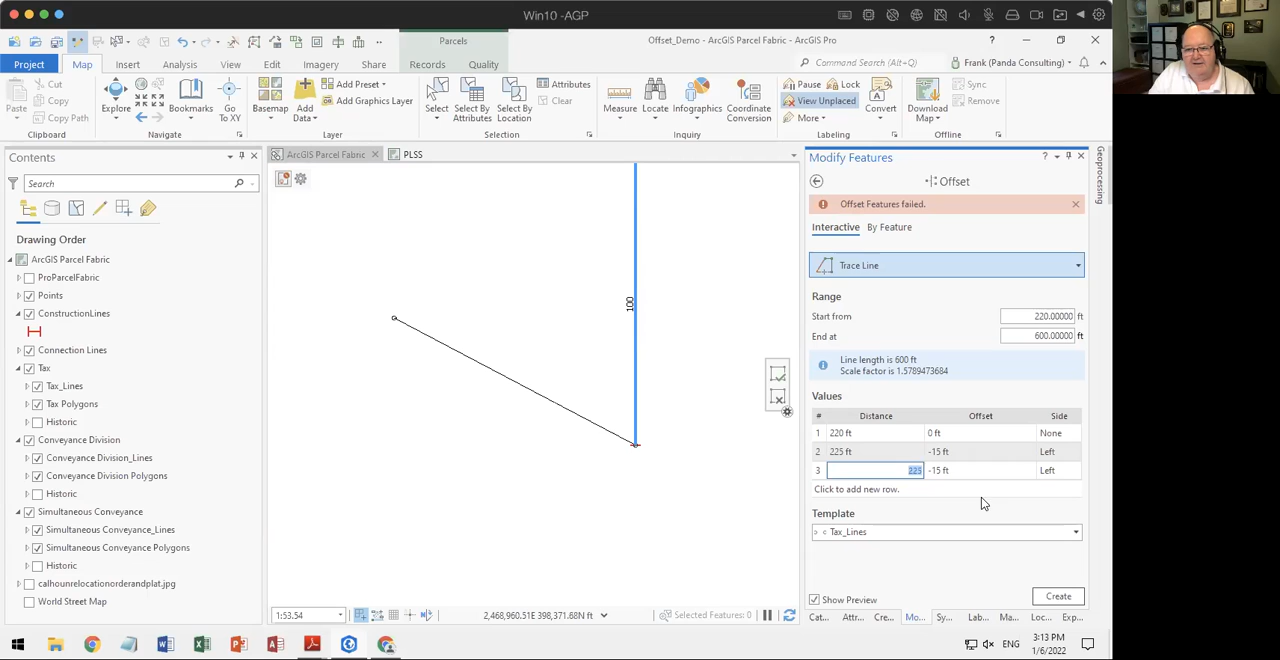 Win10 -AGP
Parcels
Offset_Demo - ArcGIS Parcel Fabric - ArcGIS Pro
?
Project
Map
Insert
Analysis
View
Edit
Imagery
Share
Records
Quality
Command Search (Alt+Q)
Frank (Panda Consulting)
Paste
Cut
Copy
Copy Path
Clipboard
Explore
Bookmarks
Go To XY
Navigate
Basemap
Add Data
Add Preset
Add Graphics Layer
Layer
Select
Select By Attributes
Select By Location
Attributes
Clear
Selection
Measure
Locate
Infographics
Coordinate Conversion
Inquiry
Pause
Lock
View Unplaced
More
Convert
Labeling
Download Map
Sync
Remove
Offline
Contents
Search
Drawing Order
ArcGIS Parcel Fabric
ProParcelFabric
Points
ConstructionLines
Connection Lines
Tax
Tax_Lines
Tax Polygons
Historic
Conveyance Division
Conveyance Division_Lines
Conveyance Division Polygons
Historic
Simultaneous Conveyance
Simultaneous Conveyance_Lines
Simultaneous Conveyance Polygons
Historic
calhounrelocationorderandplat.jpg
World Street Map
ArcGIS Parcel Fabric
PLSS
100
1:53.54
2,468,960.51E 398,371.68N ft
Selected Features: 0
Modify Features
?
Offset
Offset Features failed.
Interactive
By Feature
Trace Line
Range
Start from
220.00000 ft
End at
600.00000 ft
Line length is 600 ft
Scale factor is 1.5789473684
Values
# Distance Offset Side
1 220 ft 0 ft None
2 225 ft -15 ft Left
3 225 -15 ft Left
Click to add new row.
Template
Tax_Lines
Show Preview
Create
Cat...
Attr...
Cre...
Mo...
Sy...
Lab...
Ma...
Loc...
Exp...
Geoprocessing
ENG
3:13 PM
1/6/2022